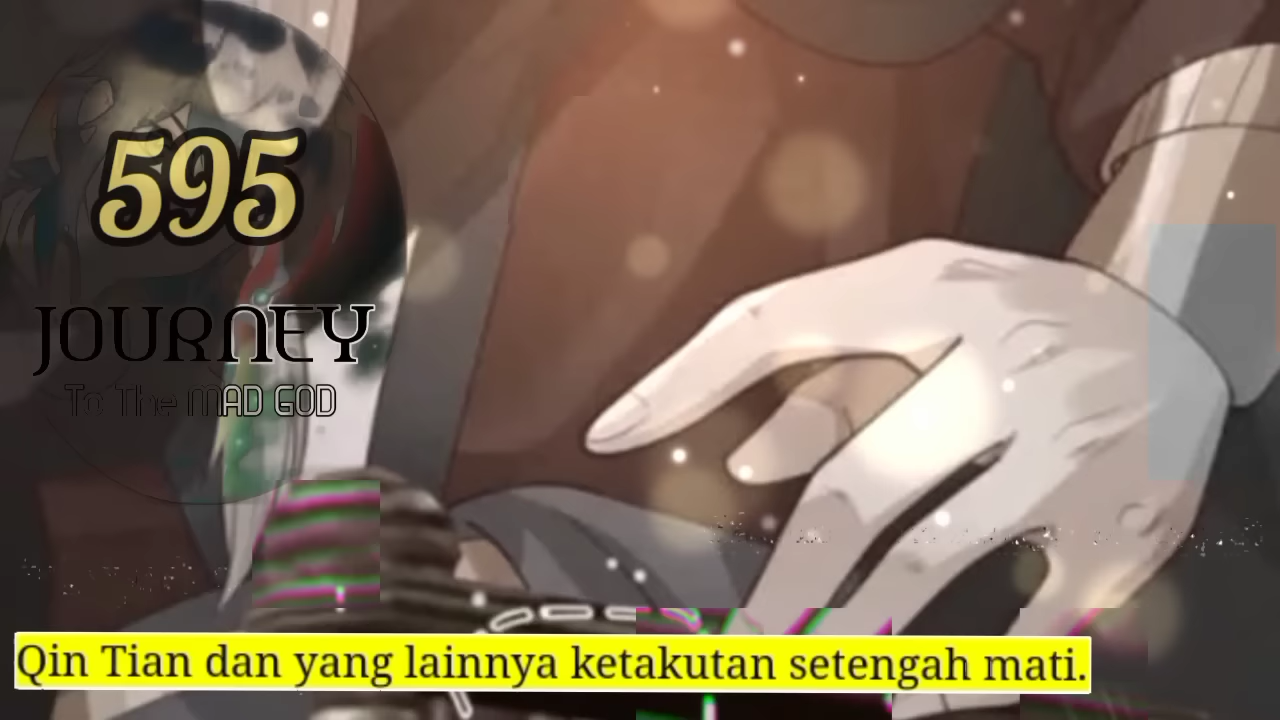 595
JOURNEY
To The MAD GOD
Qin Tian dan yang lainnya ketakutan setengah mati.